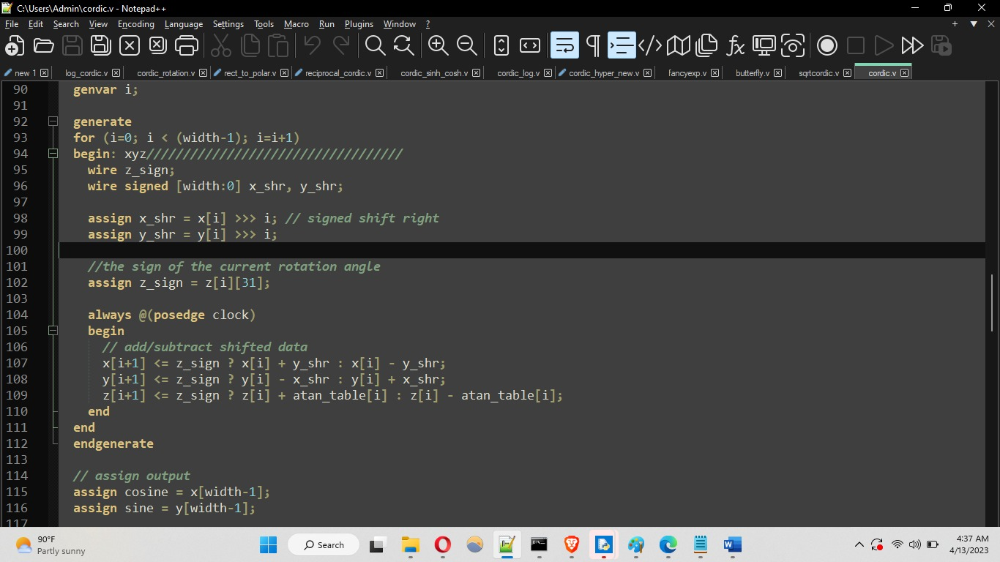 C:\Users\Admin\cordic.v - Notepad++
File Edit Search View Encoding Language Settings Tools Macro Run Plugins Window ?
new 1 log_cordic.v cordic_rotation.v rect_to_polar.v reciprocal_cordic.v cordic_sinh_cosh.v cordic_log.v cordic_hyper_new.v fancyexp.v butterfly.v sqrtcordic.v cordic.v
90 genvar i;
91
92 generate
93 for (i=0; i < (width-1); i=i+1)
94 begin: xyz///////////////////////////////////
95 wire z_sign;
96 wire signed [width:0] x_shr, y_shr;
97
98 assign x_shr = x[i] >>> i; // signed shift right
99 assign y_shr = y[i] >>> i;
100
101 //the sign of the current rotation angle
102 assign z_sign = z[i][31];
103
104 always @(posedge clock)
105 begin
106 // add/subtract shifted data
107 x[i+1] <= z_sign ? x[i] + y_shr : x[i] - y_shr;
108 y[i+1] <= z_sign ? y[i] - x_shr : y[i] + x_shr;
109 z[i+1] <= z_sign ? z[i] + atan_table[i] : z[i] - atan_table[i];
110 end
111 end
112 endgenerate
113
114 // assign output
115 assign cosine = x[width-1];
116 assign sine = y[width-1];
117
90°F
Partly sunny
Search
4:37 AM
4/13/2023